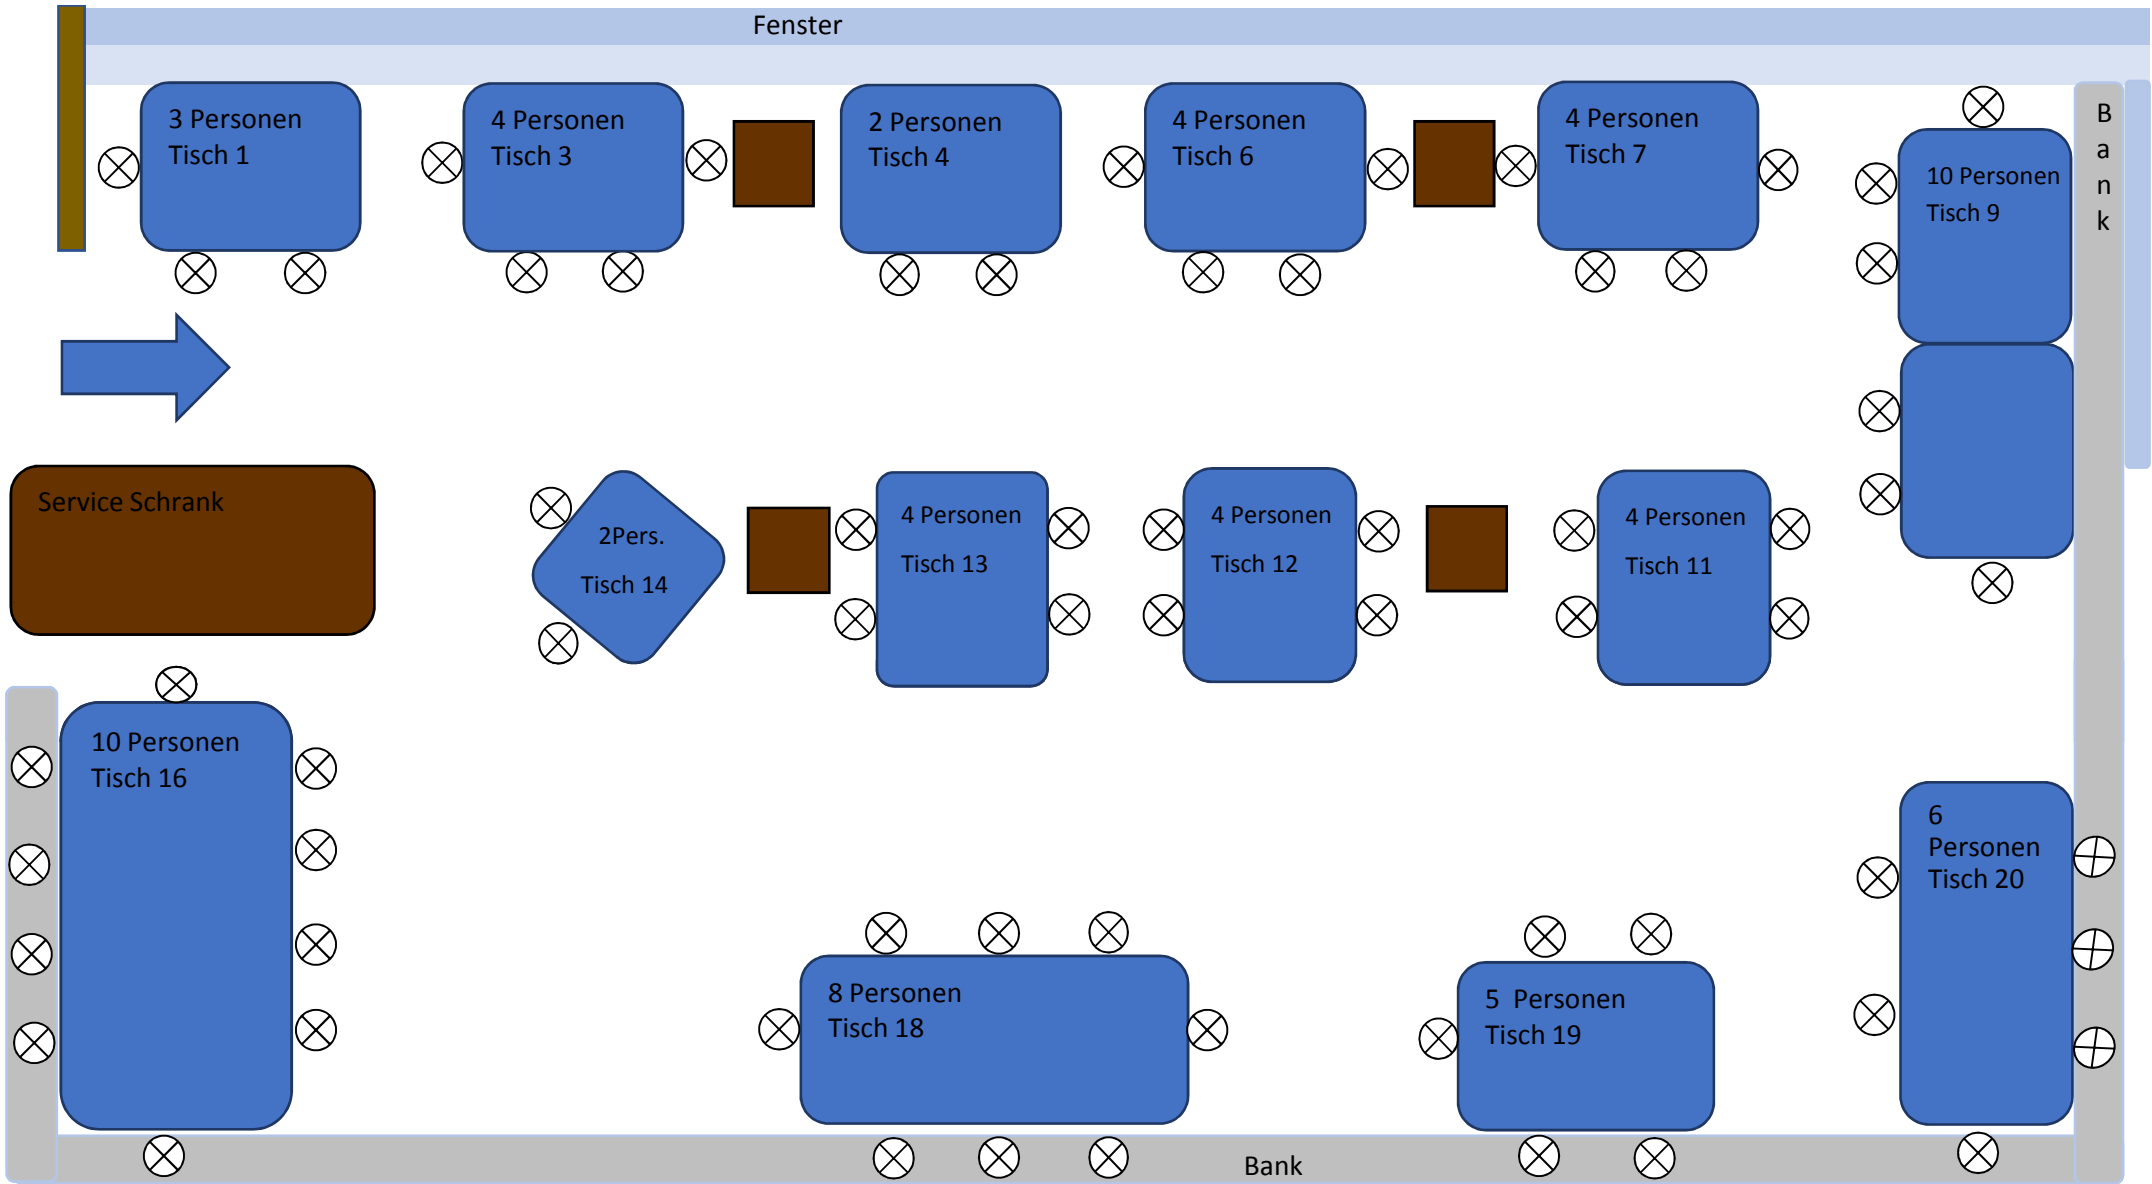 Fenster
3 Personen
Tisch 1
4 Personen
Tisch 3
2 Personen
Tisch 4
4 Personen
Tisch 6
4 Personen
Tisch 7
10 Personen
Tisch 9
B
a
n
k
Service Schrank
2Pers.
Tisch 14
4 Personen
Tisch 13
4 Personen
Tisch 12
4 Personen
Tisch 11
10 Personen
Tisch 16
8 Personen
Tisch 18
5  Personen
Tisch 19
6
Personen
Tisch 20
Bank